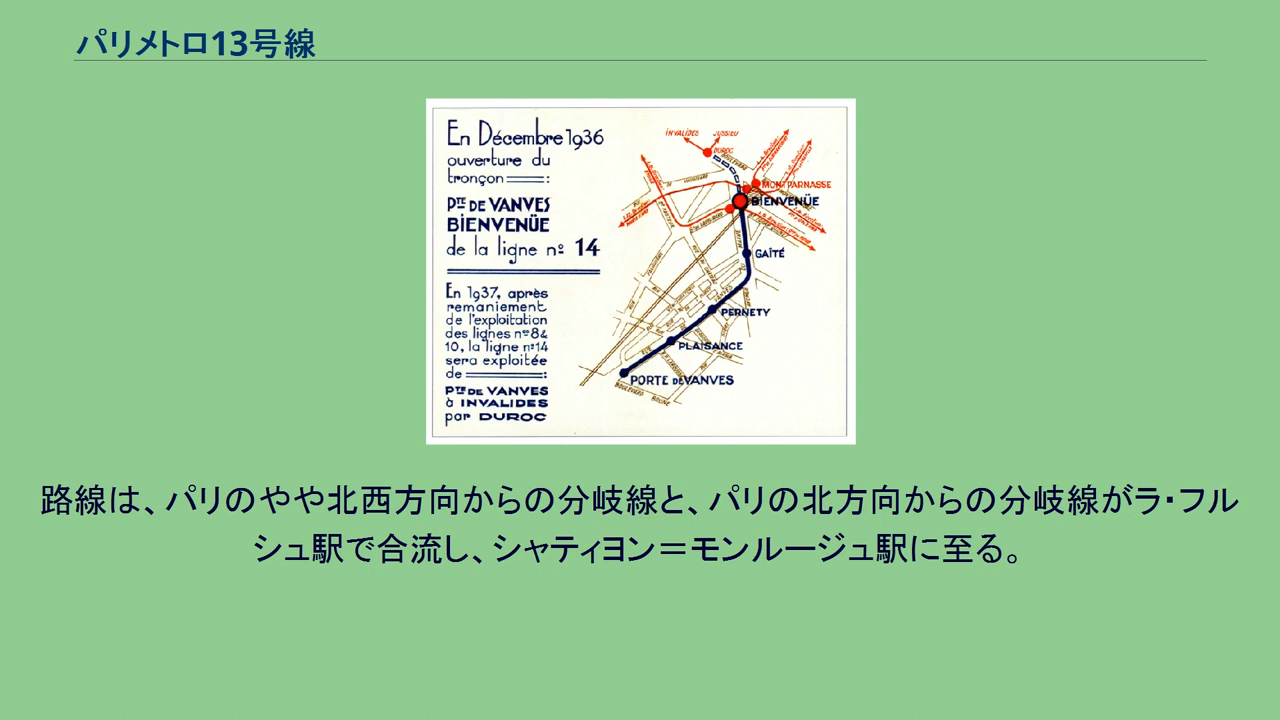 パリメトロ13号線
En Décembre 1936
ouverture du
tronçon :
PTE DE VANVES
BIENVENÜE
de la ligne no 14
En 1937, après
remaniement
de l'exploitation
des lignes nos 8 &
10, la ligne no 14
sera exploitée
de :
PTE DE VANVES
à INVALIDES
par DUROC
INVALIDES
JUSSIEU
DUROC
MONTPARNASSE
BIENVENÜE
GAÎTÉ
PERNETY
PLAISANCE
PORTE DE VANVES
BOULEVARD BRUNE
路線は、パリのやや北西方向からの分岐線と、パリの北方向からの分岐線がラ・フル
シュ駅で合流し、シャティヨン＝モンルージュ駅に至る。